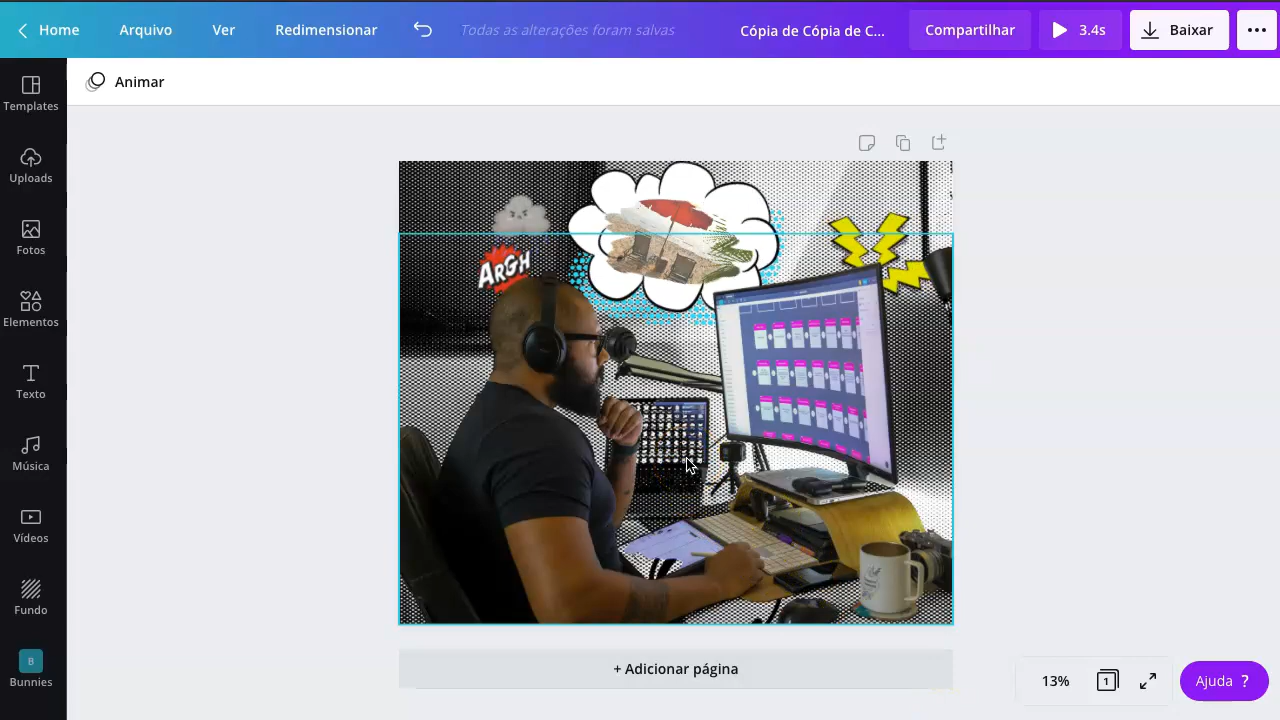 Home
Arquivo
Ver
Redimensionar
Todas as alterações foram salvas
Cópia de Cópia de C...
Compartilhar
3.4s
Baixar
Templates
Animar
Uploads
Fotos
Elementos
Texto
Música
Vídeos
Fundo
B
Bunnies
ARGH
+ Adicionar página
13%
1
Ajuda ?